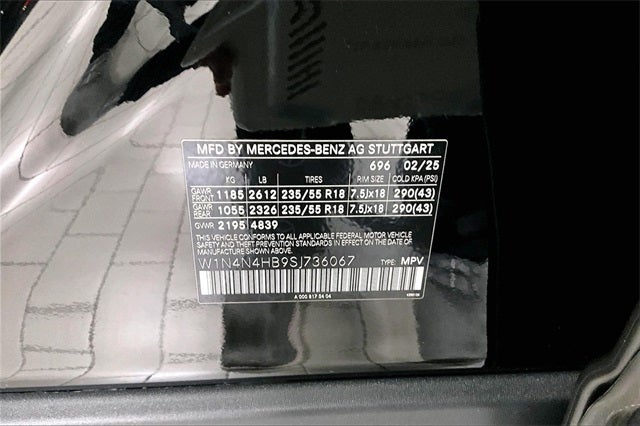 MFD BY MERCEDES-BENZ AG STUTTGART
MADE IN GERMANY 696 02/25
KG LB TIRES RIM SIZE COLD KPA (PSI)
GAWR FRONT 1185 2612 235/55 R18 7.5Jx18 290(43)
GAWR REAR 1055 2326 235/55 R18 7.5Jx18 290(43)
GVWR 2195 4839
THIS VEHICLE CONFORMS TO ALL APPLICABLE FEDERAL MOTOR VEHICLE
SAFETY AND THEFT PREVENTION STANDARDS IN EFFECT ON THE DATE
OF MANUFACTURE SHOWN ABOVE.
W1N4N4HB9SJ736067 TYPE: MPV
A 000 817 04 04